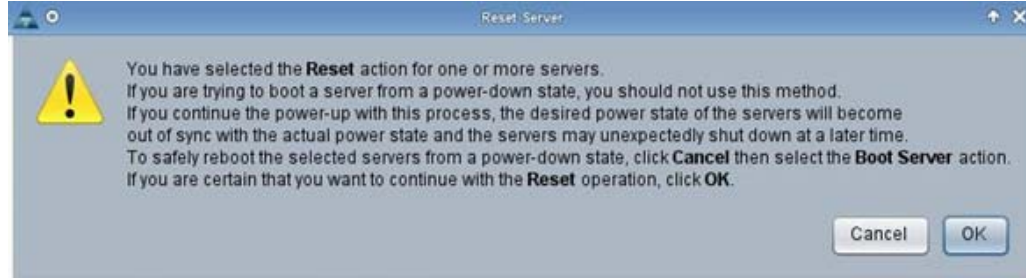 Reset Server
You have selected the Reset action for one or more servers.
If you are trying to boot a server from a power-down state, you should not use this method.
If you continue the power-up with this process, the desired power state of the servers will become
out of sync with the actual power state and the servers may unexpectedly shut down at a later time.
To safely reboot the selected servers from a power-down state, click Cancel then select the Boot Server action.
If you are certain that you want to continue with the Reset operation, click OK.
Cancel OK